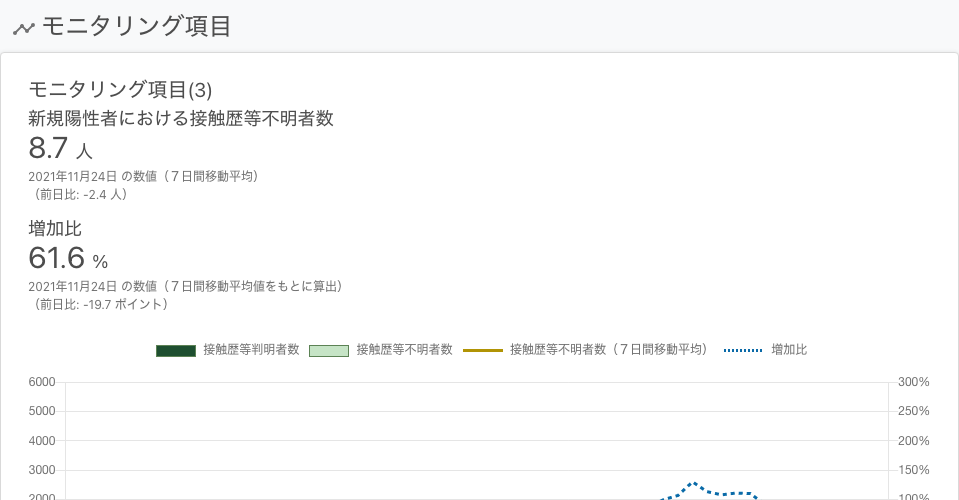 モニタリング項目
モニタリング項目(3)
新規陽性者における接触歴等不明者数
8.7 人
2021年11月24日 の数値（７日間移動平均）
（前日比: -2.4 人）
増加比
61.6 %
2021年11月24日 の数値（７日間移動平均値をもとに算出）
（前日比: -19.7 ポイント）
接触歴等判明者数 接触歴等不明者数 接触歴等不明者数（７日間移動平均） 増加比
6000 300%
5000 250%
4000 200%
3000 150%
2000 100%